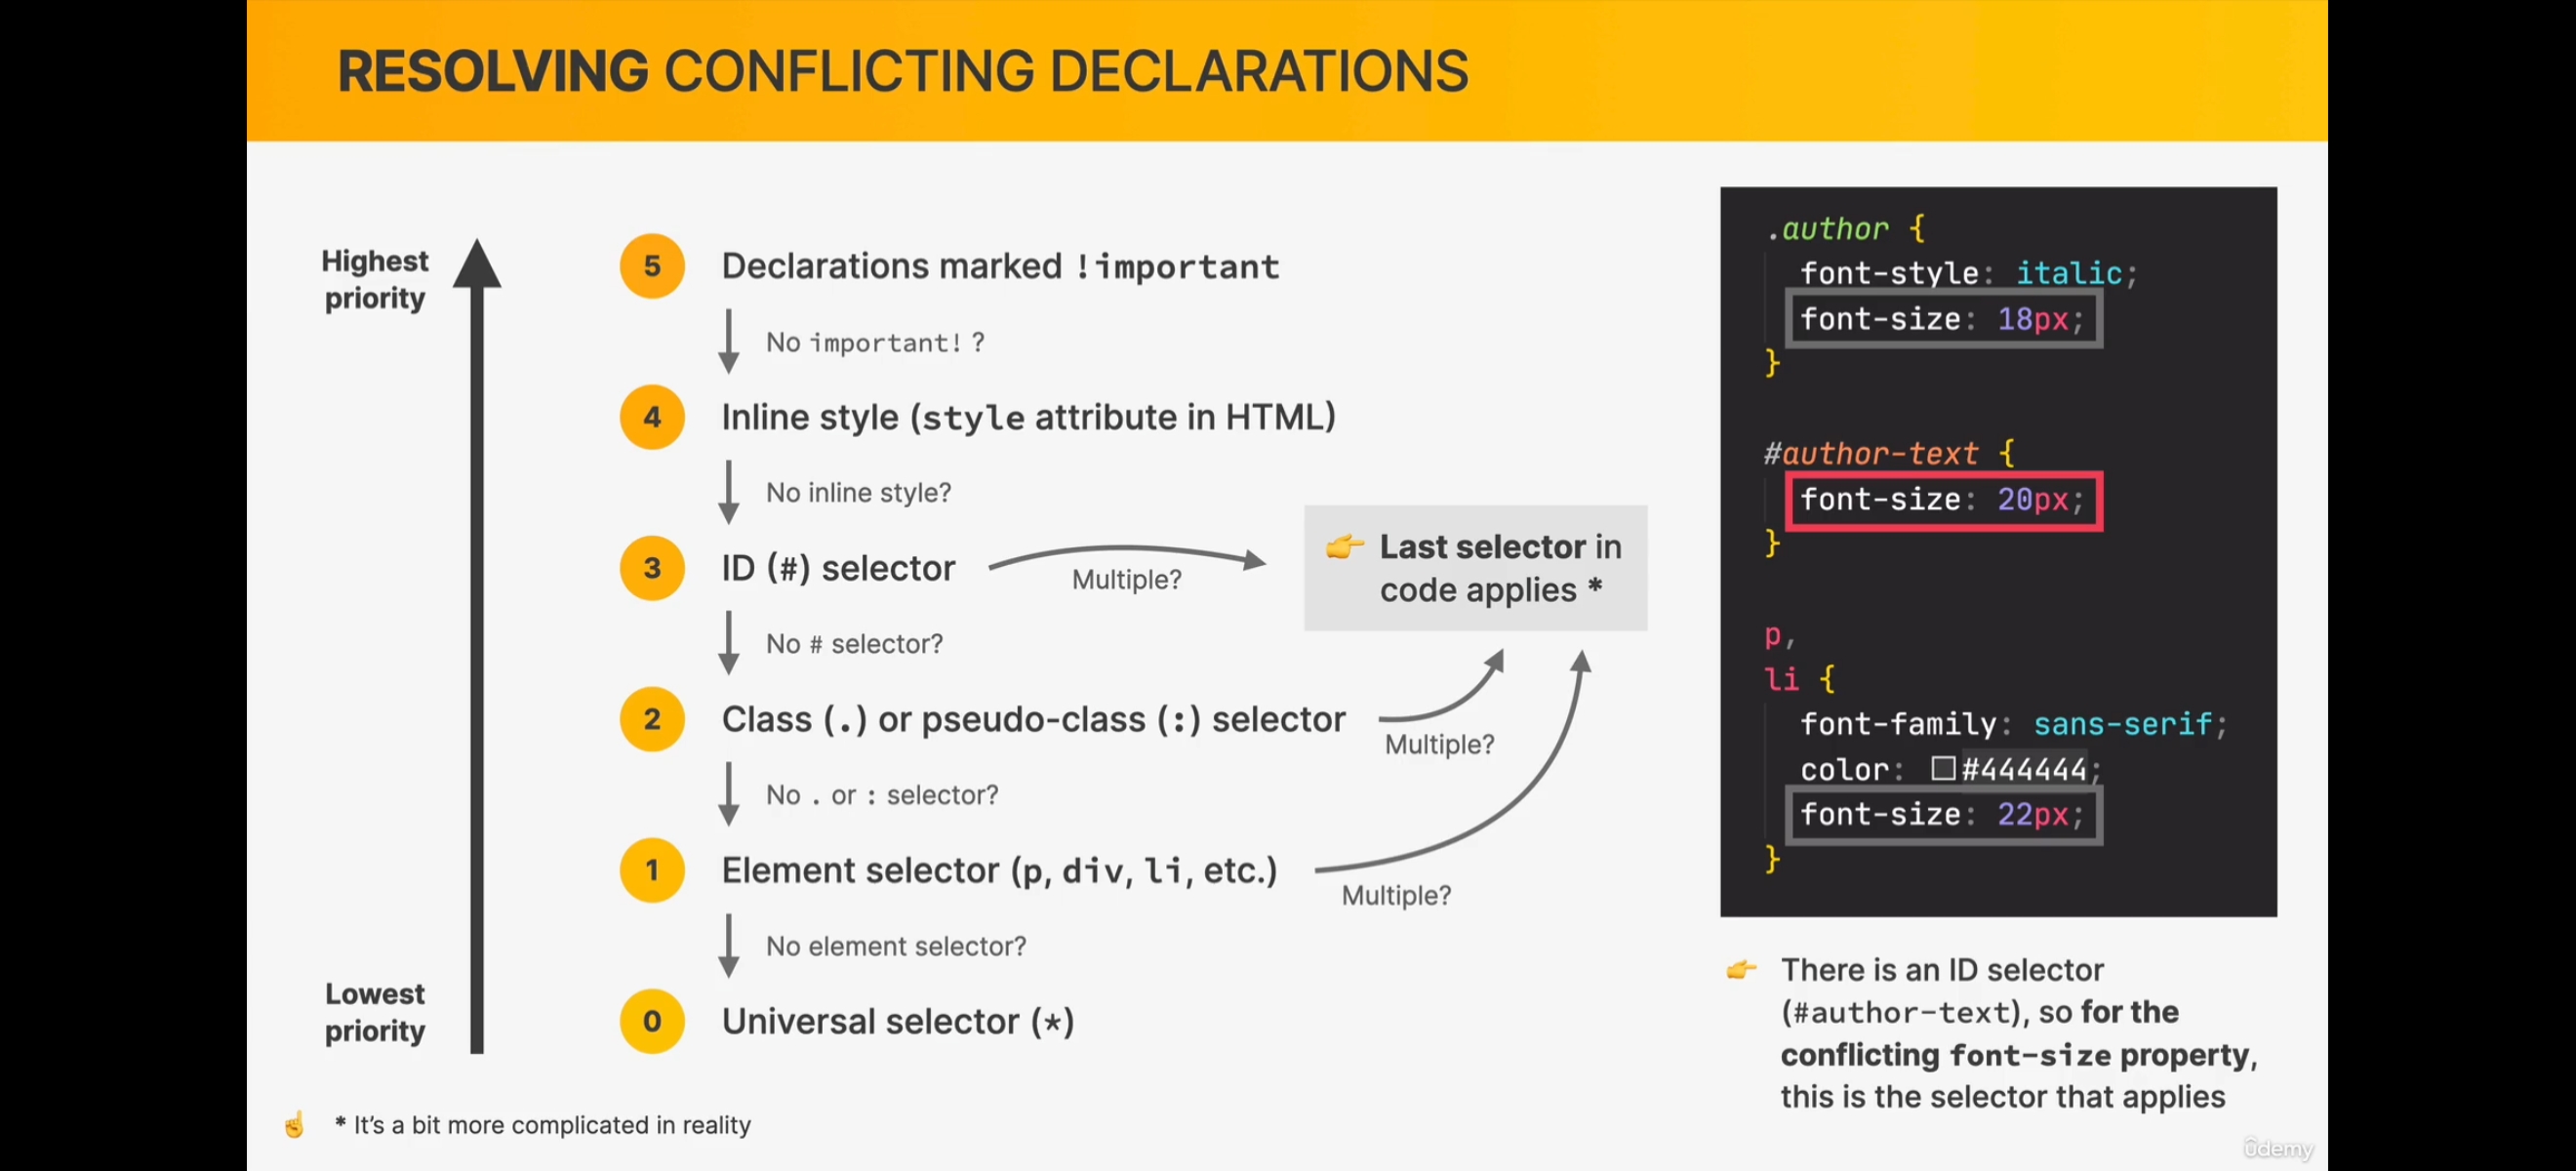 RESOLVING CONFLICTING DECLARATIONS
Highest
priority
5
Declarations marked !important
No important! ?
4
Inline style (style attribute in HTML)
No inline style?
3
ID (#) selector
Multiple?
👉 Last selector in
code applies *
No # selector?
2
Class (.) or pseudo-class (:) selector
Multiple?
No . or : selector?
1
Element selector (p, div, li, etc.)
Multiple?
No element selector?
Lowest
priority
0
Universal selector (*)
☝️ * It's a bit more complicated in reality
.author {
font-style: italic;
font-size: 18px;
}
#author-text {
font-size: 20px;
}
p,
li {
font-family: sans-serif;
color: #444444;
font-size: 22px;
}
👉 There is an ID selector
(#author-text), so for the
conflicting font-size property,
this is the selector that applies
ûdemy